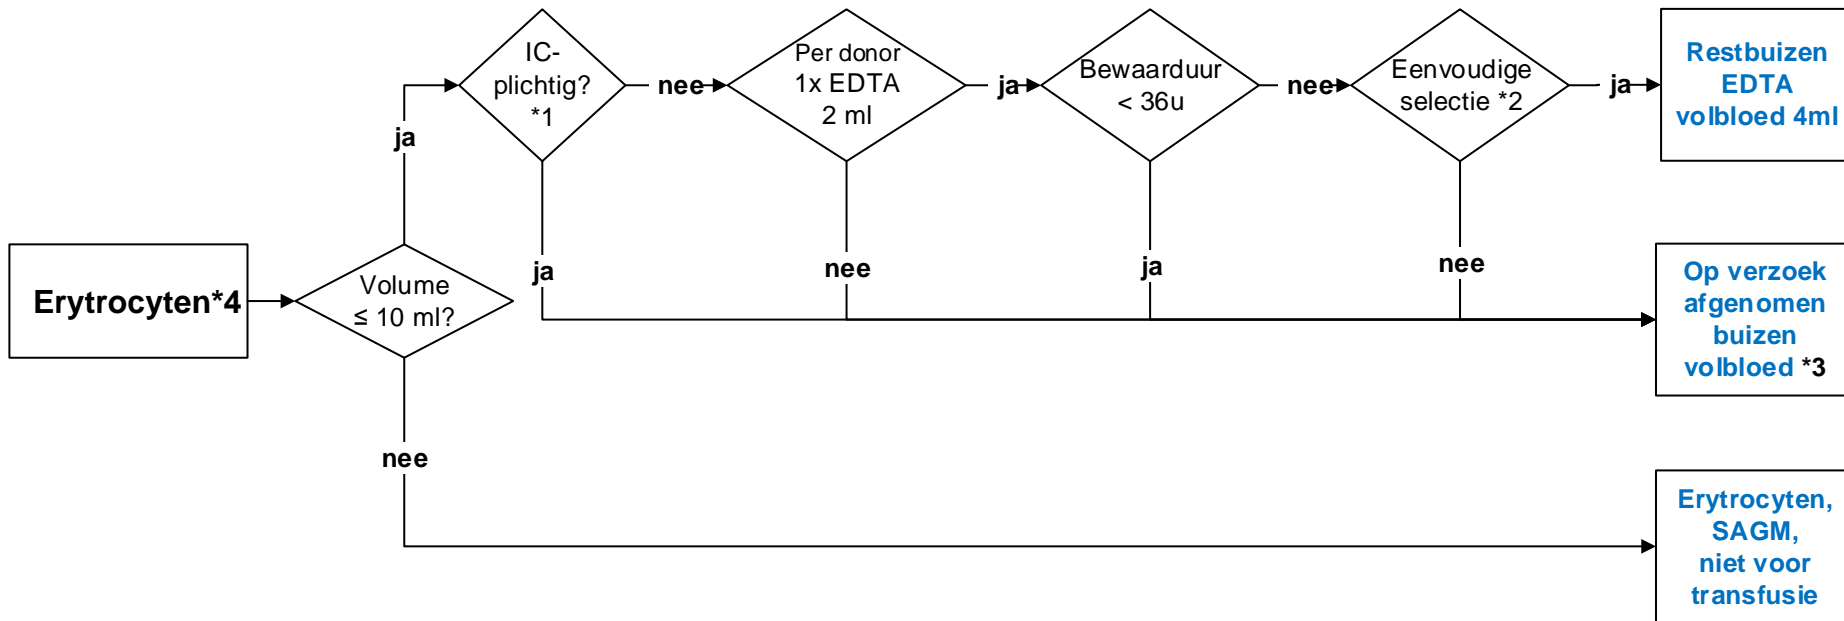 IC-
plichtig?
*1
nee
Per donor
1x EDTA
2 ml
ja
Bewaarduur
< 36u
nee
Eenvoudige
selectie *2
ja
Restbuizen
EDTA
volbloed 4ml
ja
Erytrocyten*4
Volume
≤ 10 ml?
ja
nee
ja
nee
Op verzoek
afgenomen
buizen
volbloed *3
nee
Erytrocyten,
SAGM,
niet voor
transfusie